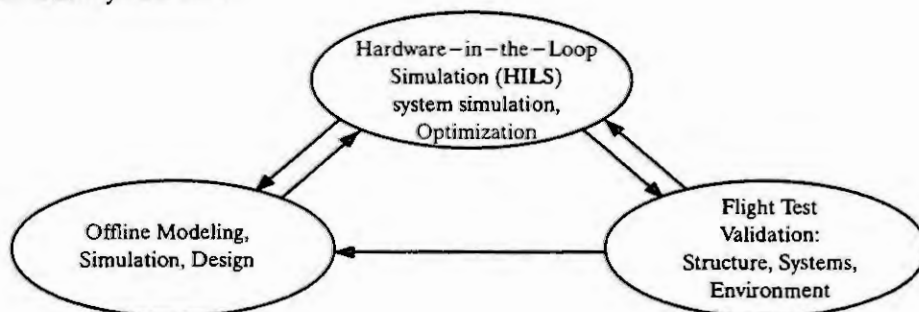 Hardware-in-the-Loop
Simulation (HILS)
system simulation,
Optimization
Offline Modeling,
Simulation, Design
Flight Test
Validation:
Structure, Systems,
Environment